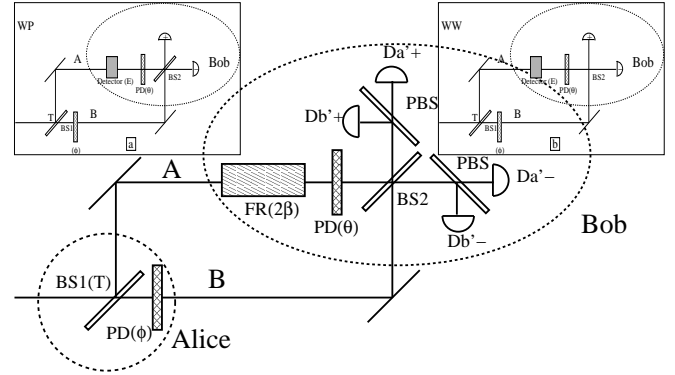 WP
A
Bob
Detector (E)
PD(θ)
BS2
T
BS1
B
(ϕ)
a
WW
A
Bob
Detector (E)
PD(θ)
BS2
T
BS1
B
(ϕ)
b
Da'+
Db'+
PBS
PBS
A
Da'−
FR(2β)
PD(θ)
BS2
Db'−
Bob
B
BS1(T)
PD(ϕ)
Alice